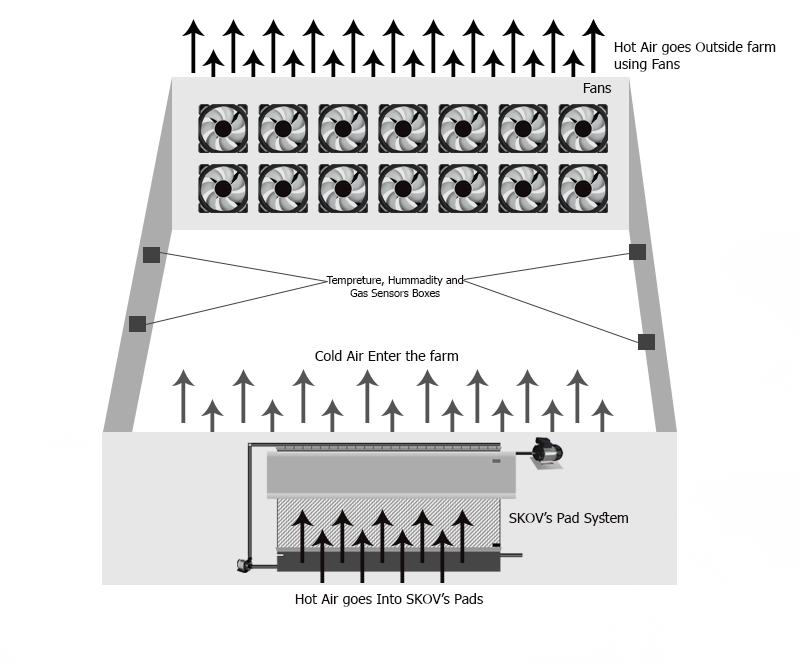 Hot Air goes Outside farm
using Fans
Fans
Tempreture, Hummadity and
Gas Sensors Boxes
Cold Air Enter the farm
SKOV's Pad System
Hot Air goes Into SKOV's Pads